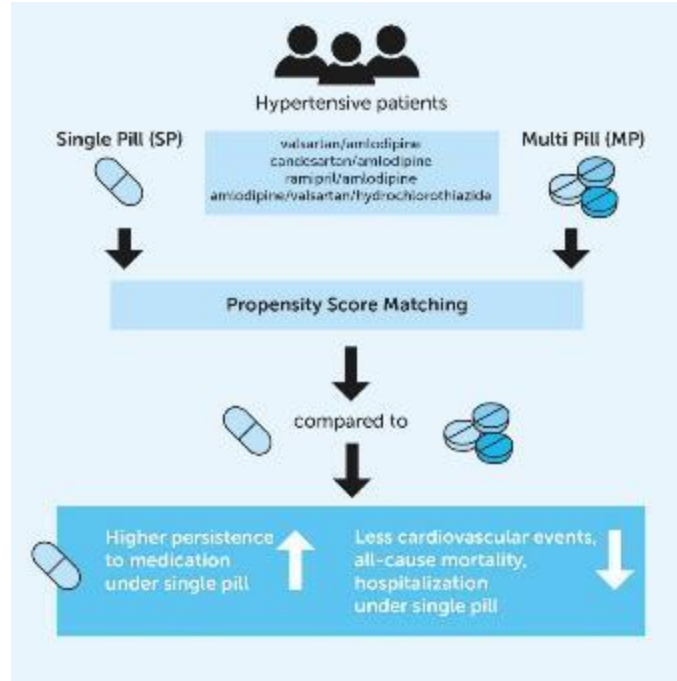 Hypertensive patients
Single Pill (SP)
valsartan/amlodipine
candesartan/amlodipine
ramipril/amlodipine
amlodipine/valsartan/hydrochlorothiazide
Multi Pill (MP)
Propensity Score Matching
compared to
Higher persistence
to medication
under single pill
Less cardiovascular events,
all-cause mortality,
hospitalization
under single pill